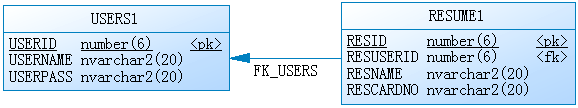 USERS1
USERID number(6) <pk>
USERNAME nvarchar2(20)
USERPASS nvarchar2(20)
FK_USERS
RESUME1
RESID number(6) <pk>
RESUSERID number(6) <fk>
RESNAME nvarchar2(20)
RESCARDNO nvarchar2(20)